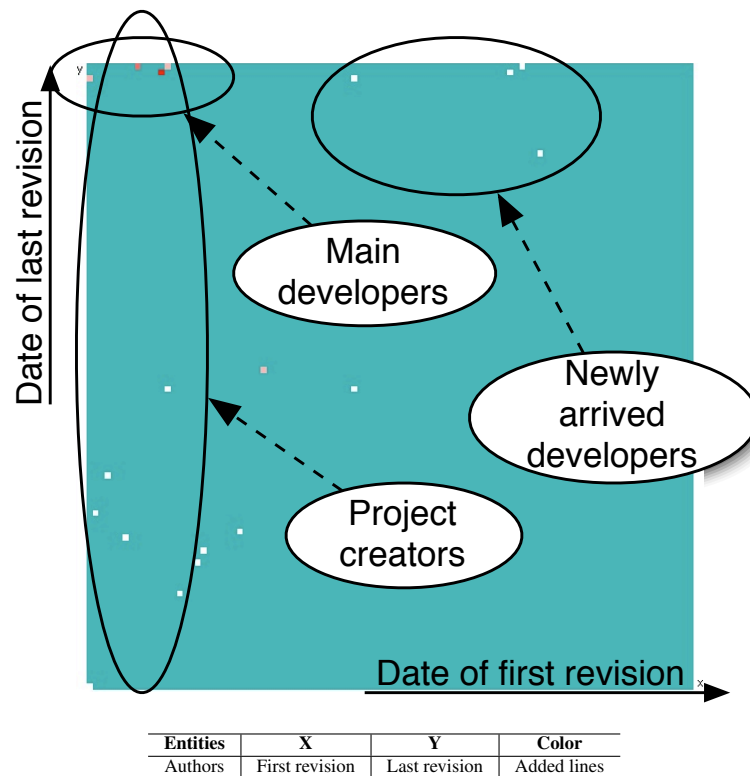 y
Date of last revision
Main
developers
Newly
arrived
developers
Project
creators
Date of first revision
x
Entities X Y Color
Authors First revision Last revision Added lines